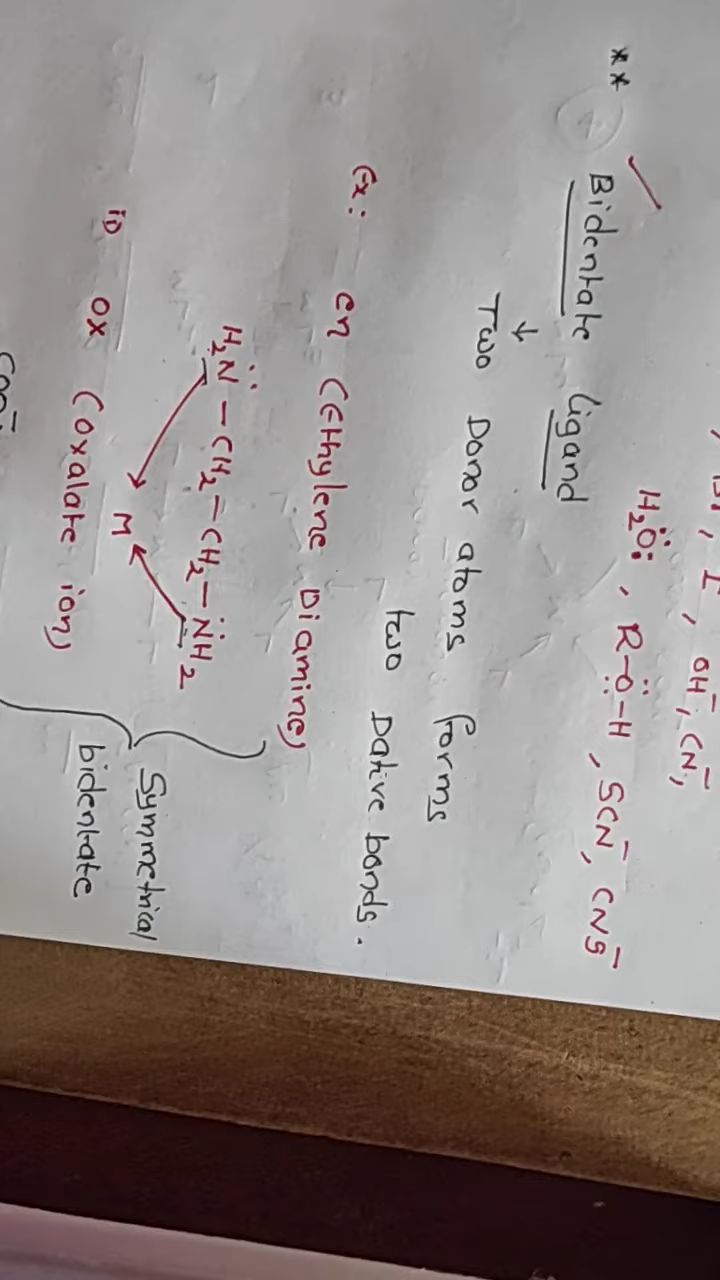 I, OH⁻, CN⁻,
H₂Ö:, R-Ö-H, SCN⁻, CNS⁻
** Bidentate ligand
↓
Two Donor atoms forms
two Dative bonds.
Ex: en (Ethylene Diamine)
H₂N̈ - CH₂ - CH₂ - N̈H₂
M
Symmetrical
bidentate
ii) ox (oxalate ion)
COO⁻